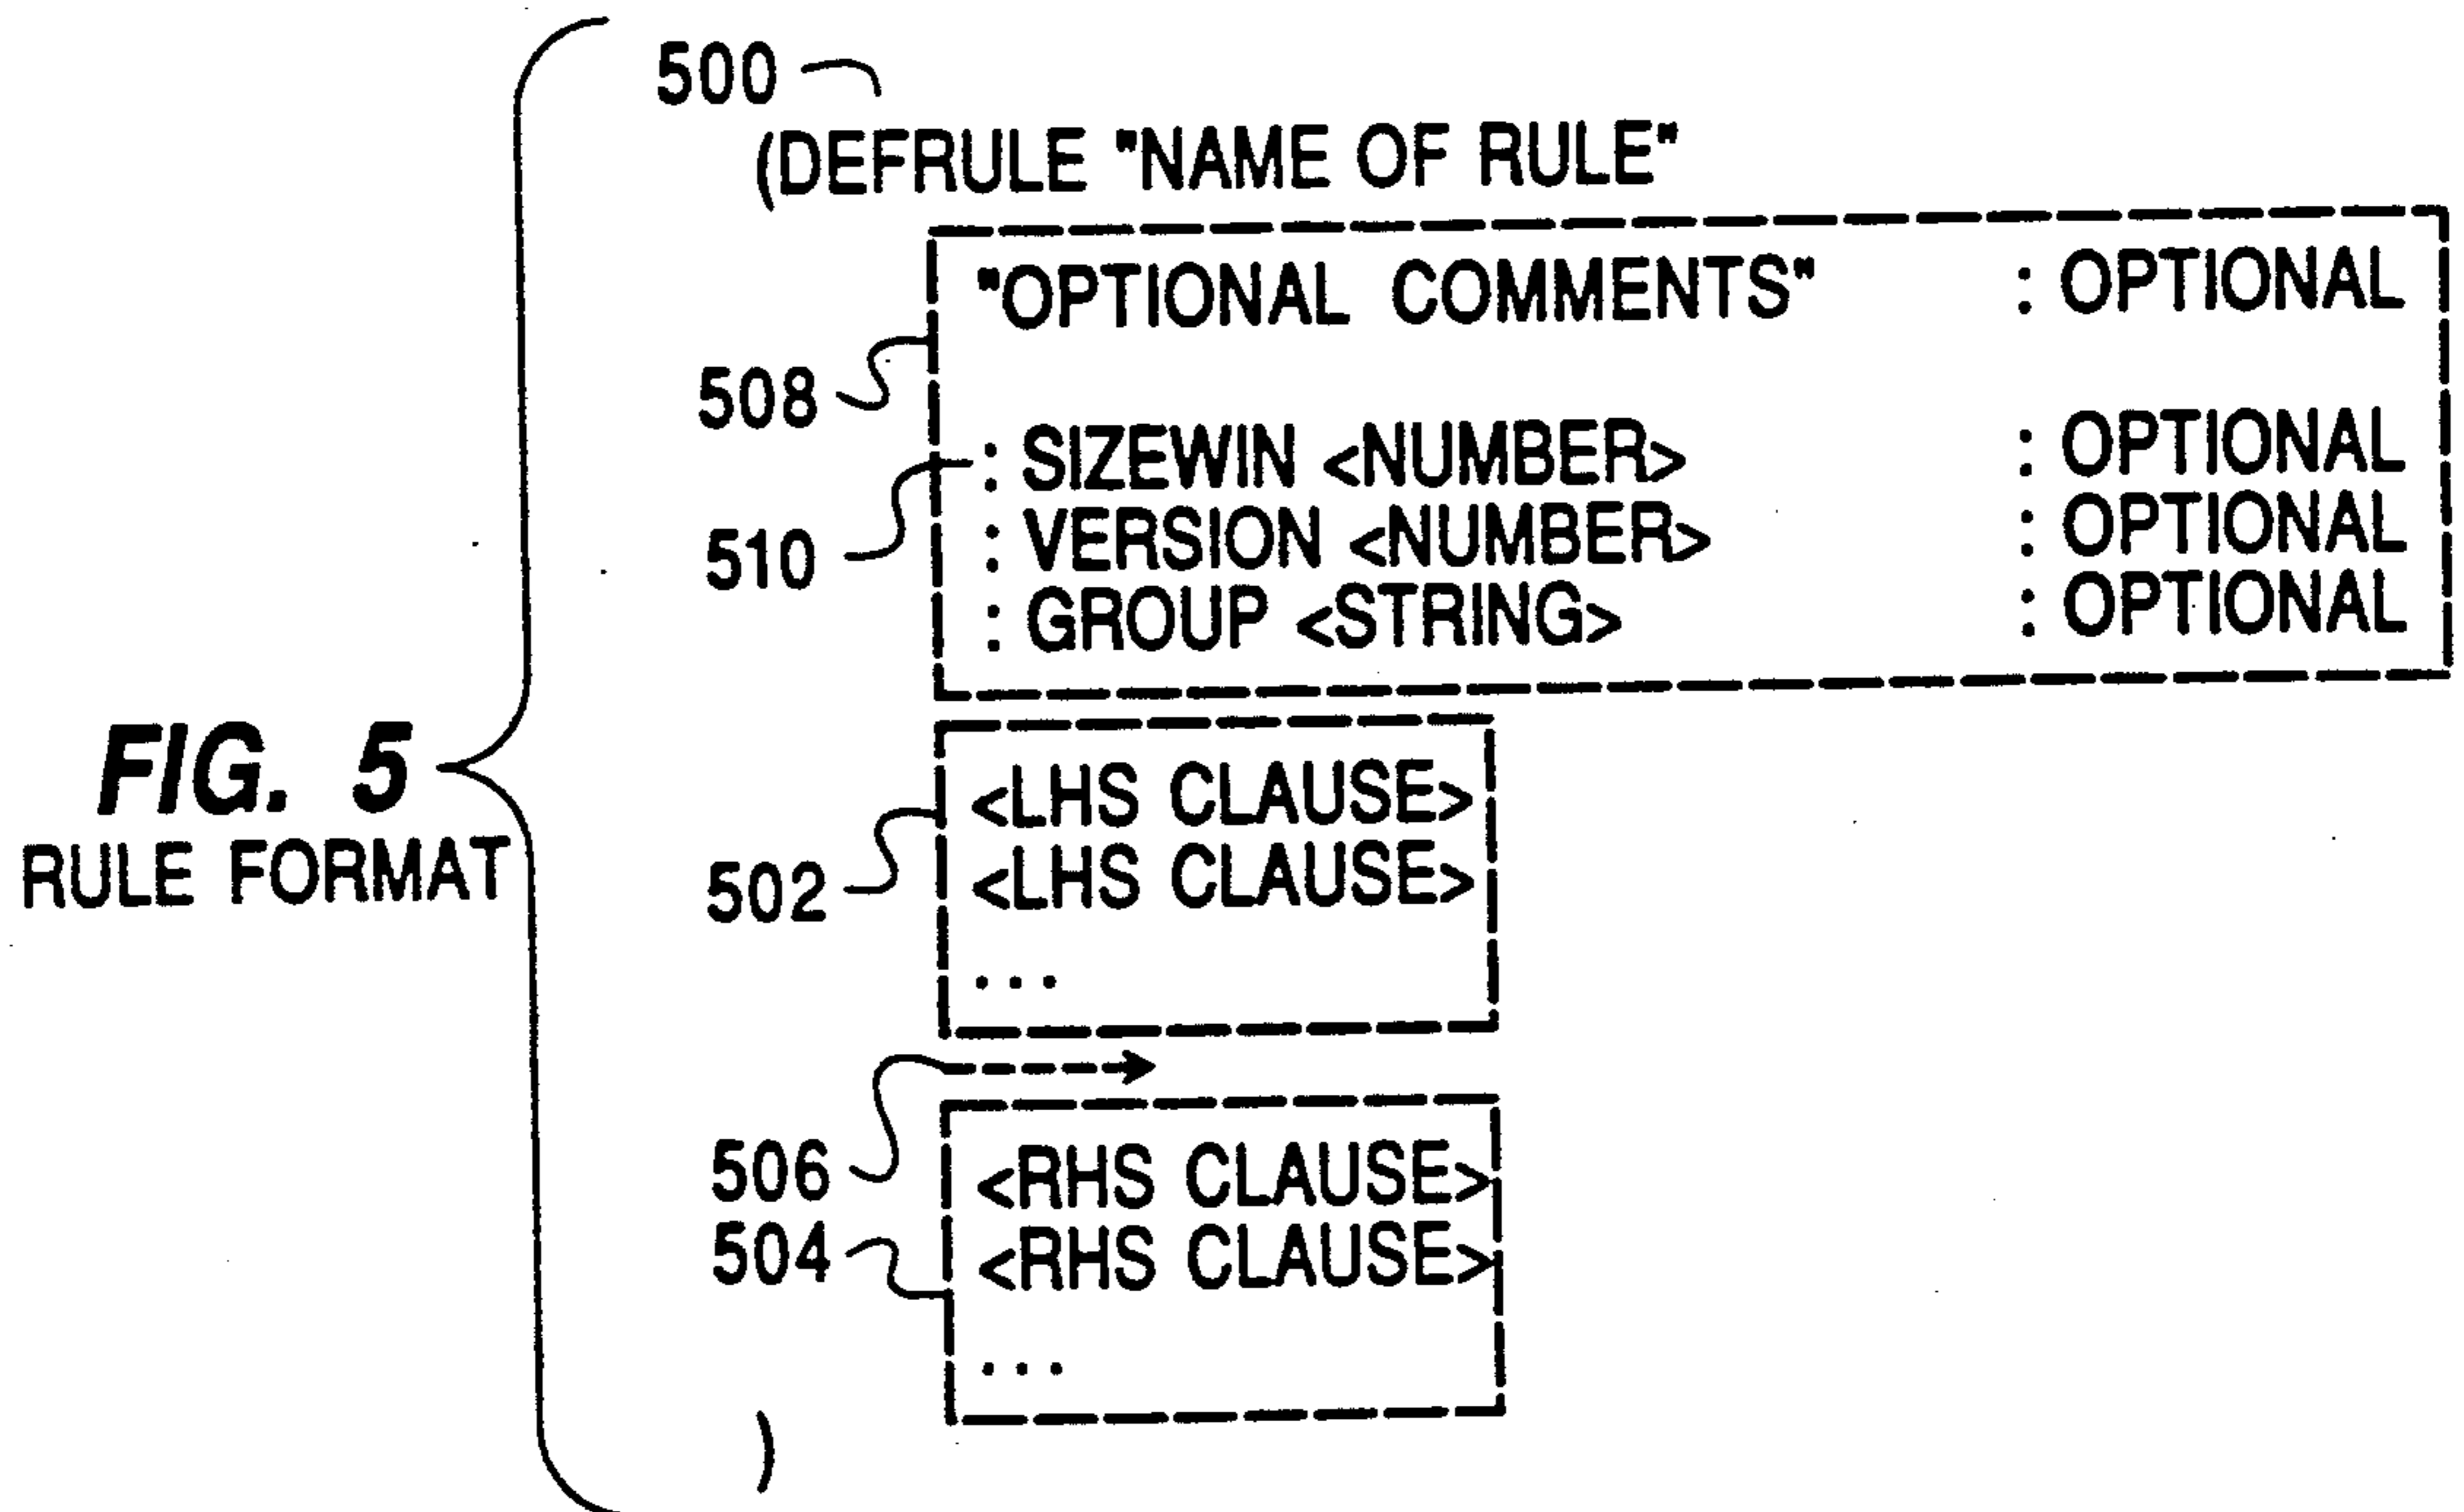 500
(DEFRULE "NAME OF RULE"
"OPTIONAL COMMENTS" : OPTIONAL
508
: SIZEWIN <NUMBER> : OPTIONAL
510
: VERSION <NUMBER> : OPTIONAL
: GROUP <STRING> : OPTIONAL
FIG. 5
RULE FORMAT
<LHS CLAUSE>
502
<LHS CLAUSE>
...
506
<RHS CLAUSE>
504
<RHS CLAUSE>
...
)